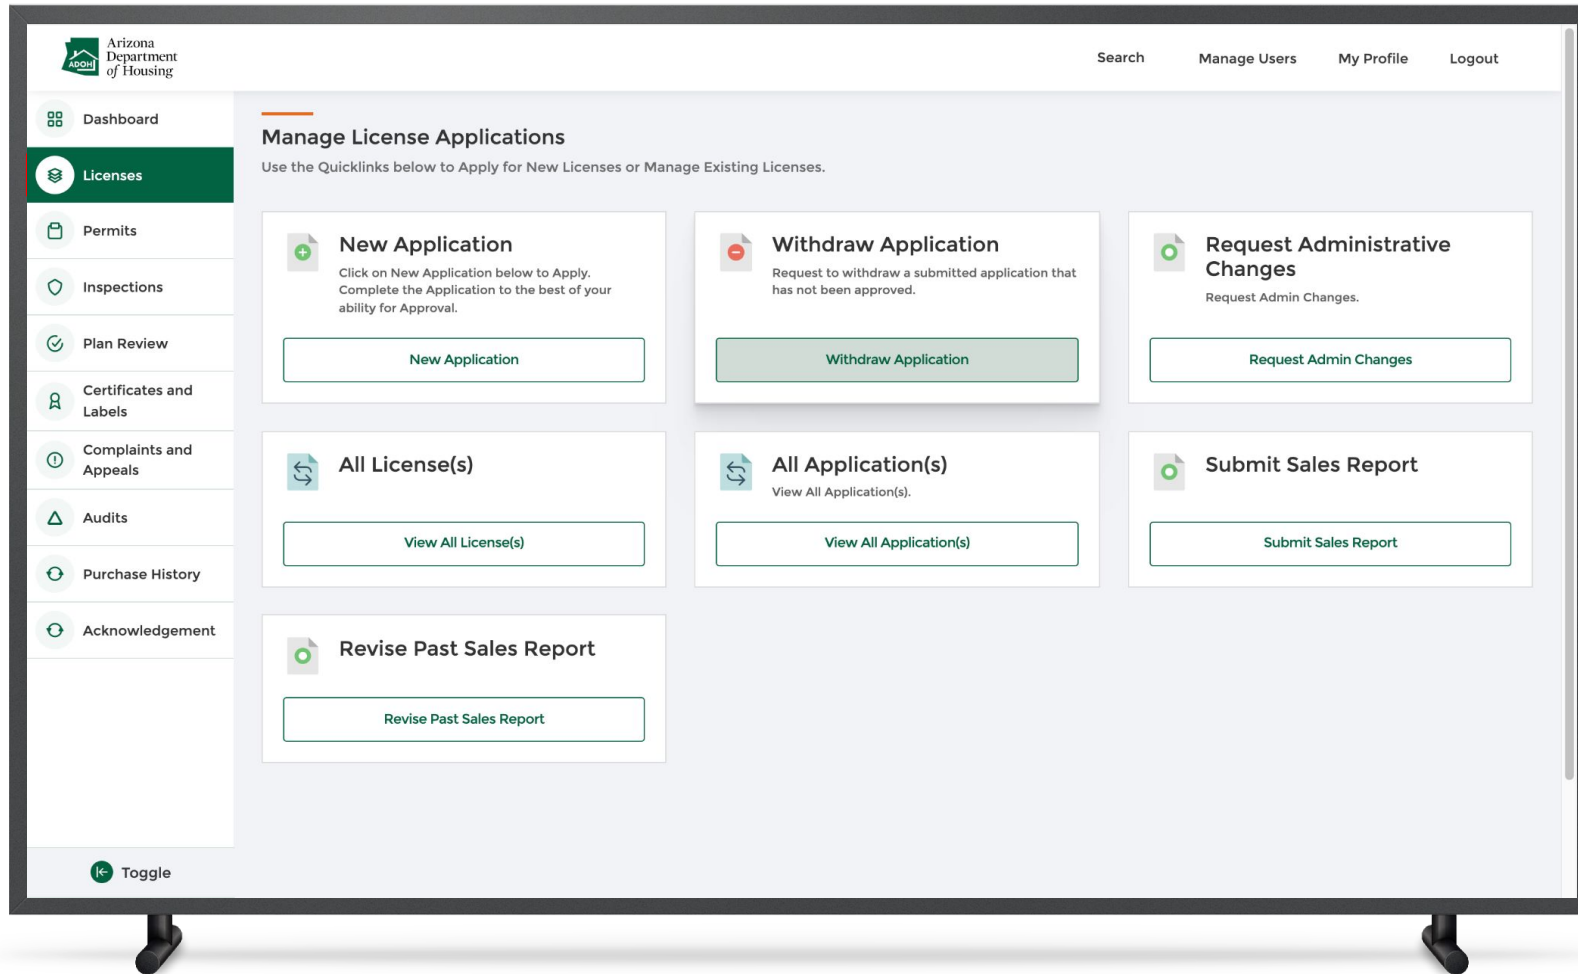 Arizona
Department
of Housing
ADOH
Search
Manage Users
My Profile
Logout
Dashboard
Licenses
Permits
Inspections
Plan Review
Certificates and
Labels
Complaints and
Appeals
Audits
Purchase History
Acknowledgement
Toggle
Manage License Applications
Use the Quicklinks below to Apply for New Licenses or Manage Existing Licenses.
New Application
Click on New Application below to Apply.
Complete the Application to the best of your
ability for Approval.
New Application
Withdraw Application
Request to withdraw a submitted application that
has not been approved.
Withdraw Application
Request Administrative
Changes
Request Admin Changes.
Request Admin Changes
All License(s)
View All License(s)
All Application(s)
View All Application(s).
View All Application(s)
Submit Sales Report
Submit Sales Report
Revise Past Sales Report
Revise Past Sales Report